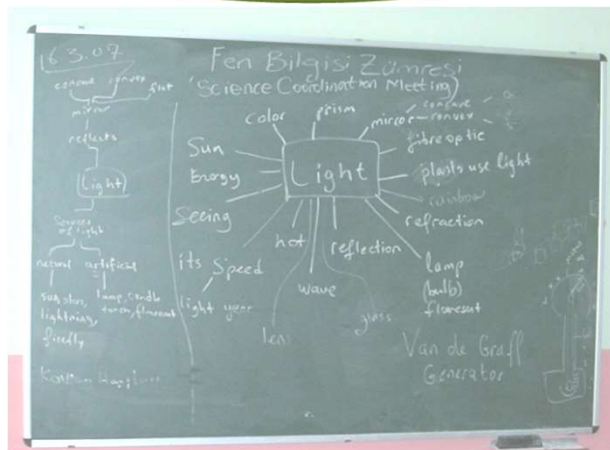 16.3.07
Fen Bilgisi Zümresi
(Science Coordination Meeting)
concave convex flat
mirror
reflects
Light
Sources of light
natural artificial
sun, star, lightning, firefly
lamp, candle
torch, fluoresant
color
prism
mirror
concave
convex
fibre optic
plants use light
rainbow
refraction
Light
Sun
Energy
Seeing
its Speed
light year
hot
wave
reflection
lens
glass
lamp
(bulb)
floresent
Van de Graff
Generator